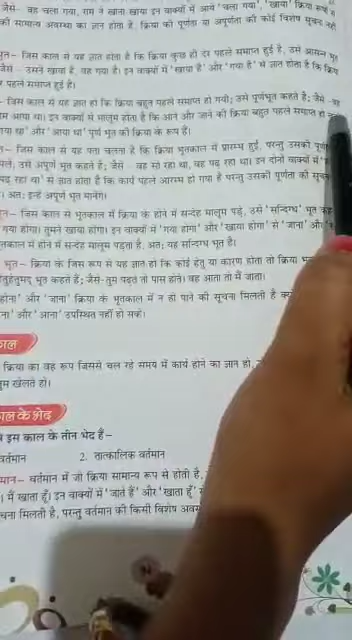 जैसे- वह चला गया, राम ने खाना खाया इन वाक्यों में आये 'चला गया', 'खाया' क्रिया रूप
की सामान्य अवस्था का ज्ञान होता है, क्रिया की पूर्णता या अपूर्णता की कोई विशेष सूचना नहीं
जिस काल से यह ज्ञात होता है कि क्रिया कुछ ही देर पहले समाप्त हुई है, उसे आसन्न भूत
जैसे - उसने खाया है, वह गया है। इन वाक्यों में 'खाया है' और 'गया है' से ज्ञात होता है कि क्रिया
पर पहले समाप्त हुई है।
- जिस काल से यह ज्ञात हो कि क्रिया बहुत पहले समाप्त हो गयी; उसे पूर्णभूत कहते है; जैसे -वह
म आया था। इन वाक्यों से मालूम होता है कि आने और जाने की क्रिया बहुत पहले समाप्त हो
गया था' और 'आया था' पूर्ण भूत की क्रिया के रूप हैं।
- जिस काल से यह पता चलता है कि क्रिया भूतकाल में प्रारम्भ हुई, परन्तु उसकी पूर्ण
उसे अपूर्ण भूत कहते हैं; जैसे - वह सो रहा था, वह पढ़ रहा था। इन दोनों वाक्यों में
पढ़ रहा था' से ज्ञात होता है कि कार्य पहले आरम्भ हो गया है परन्तु उसकी पूर्णता की सूचना
। अत: इन्हें अपूर्ण भूत मानेंगे।
- जिस काल से भूतकाल में क्रिया के होने में सन्देह मालूम पड़े, उसे 'सन्दिग्ध' भूत
गया होगा। तुमने खाया होगा। इन वाक्यों में 'गया होगा' और 'खाया होगा' से 'जाना' और
तकाल में होने में सन्देह मालूम पड़ता है, अत: यह सन्दिग्ध भूत है।
भूत- क्रिया के जिस रूप से यह ज्ञात हो कि कोई हेतु या कारण होता तो क्रिया
हेतुहेतुमद् भूत कहते हैं; जैसे-तुम पढ़ते तो पास होते। वह आता तो मैं जाता।
होना' और 'जाना' क्रिया के भूतकाल में न हो पाने की सूचना मिलती है
ना' और 'आना' उपस्थित नहीं हो सके।
काल
क्रिया का वह रूप जिससे चल रहे समय में कार्य होने का ज्ञान हो,
तुम खेलते हो।
काल के भेद
इस काल के तीन भेद हैं-
वर्तमान 2. तात्कालिक वर्तमान
मान- वर्तमान में जो क्रिया सामान्य रूप से होती है,
। मैं खाता हूँ। इन वाक्यों में 'जाते हैं' और 'खाता हूँ'
चना मिलती है, परन्तु वर्तमान की किसी विशेष